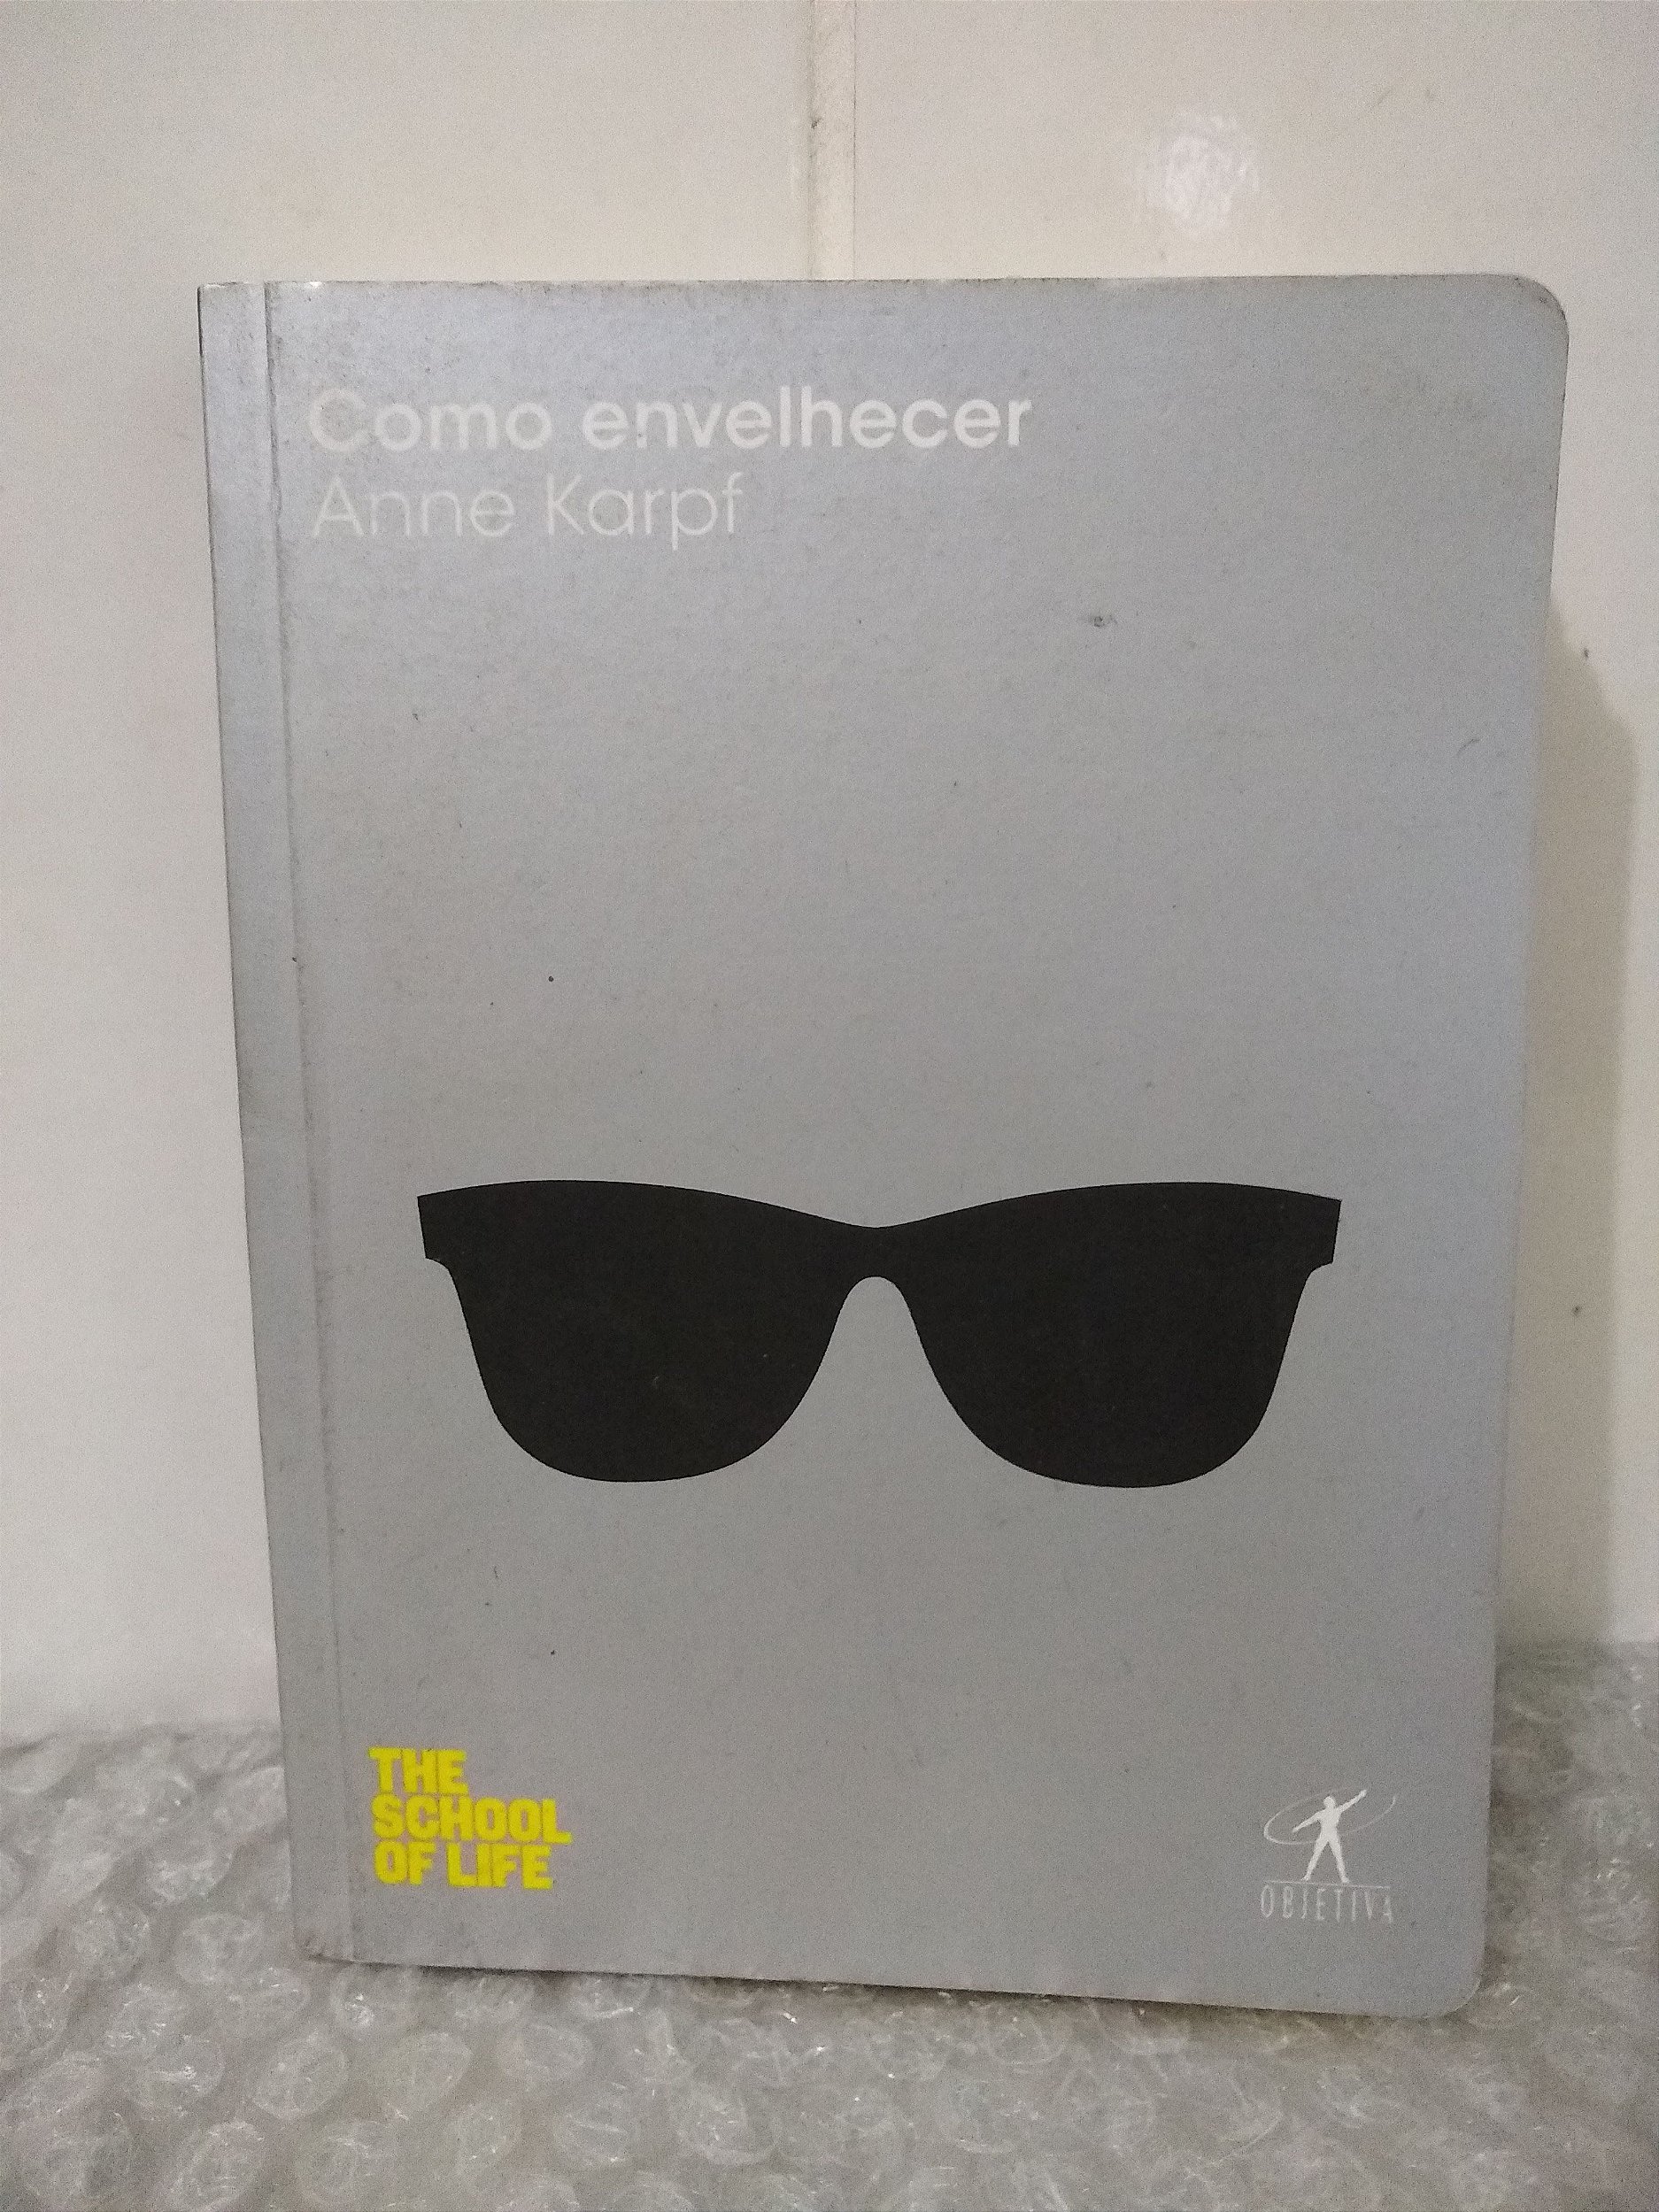 Como envelhecer
Anne Karpf
THE
SCHOOL
OF LIFE
OBJETIVA